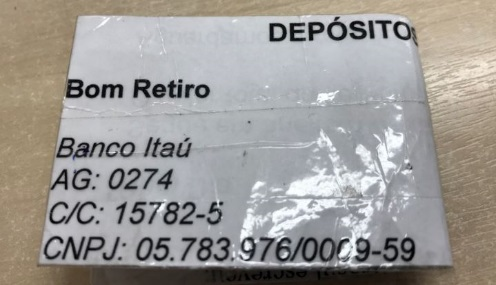 DEPÓSITOS
Bom Retiro
Banco Itaú
AG: 0274
C/C: 15782-5
CNPJ: 05.783.976/0009-59